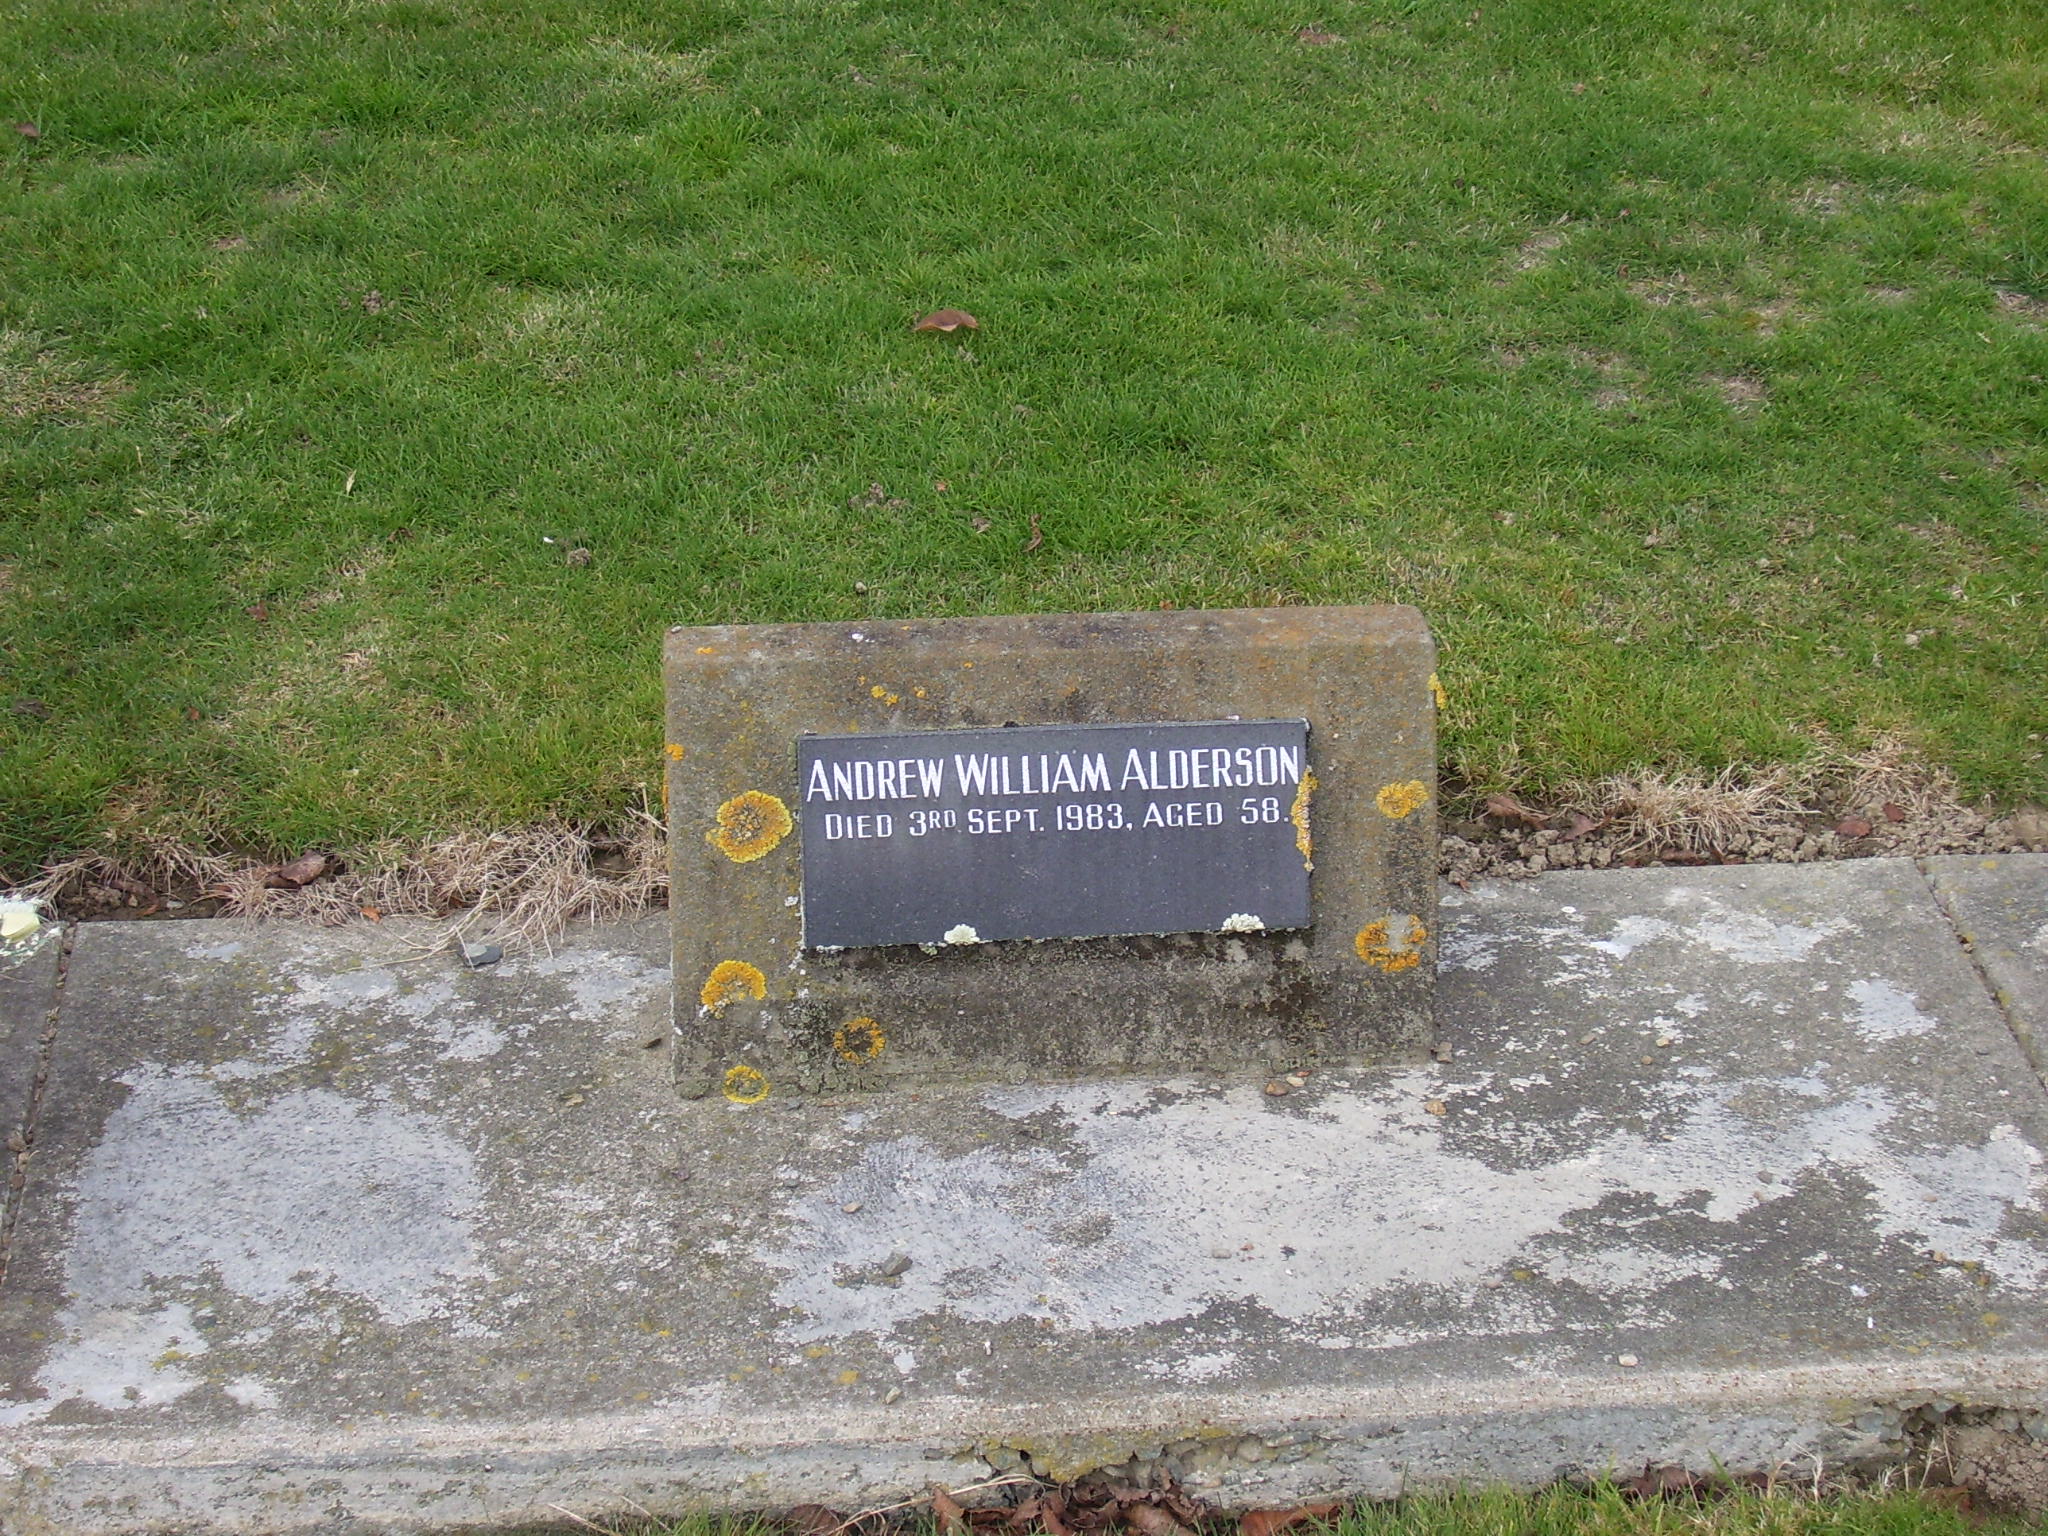 ANDREW WILLIAM ALDERSON
DIED 3RD SEPT. 1983, AGED 58.